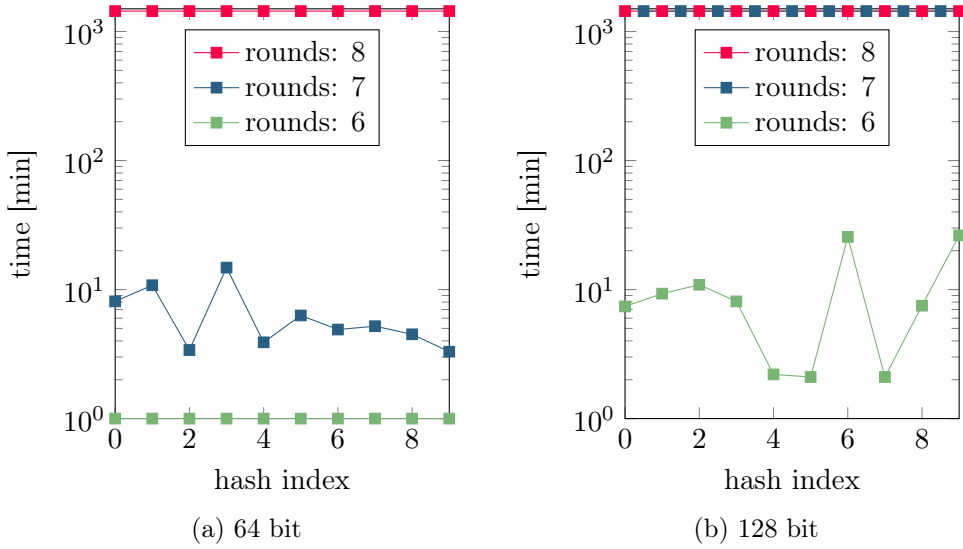 10^3
10^2
10^1
10^0
time [min]
rounds: 8
rounds: 7
rounds: 6
0 2 4 6 8
hash index
(a) 64 bit
10^3
10^2
10^1
10^0
time [min]
rounds: 8
rounds: 7
rounds: 6
0 2 4 6 8
hash index
(b) 128 bit